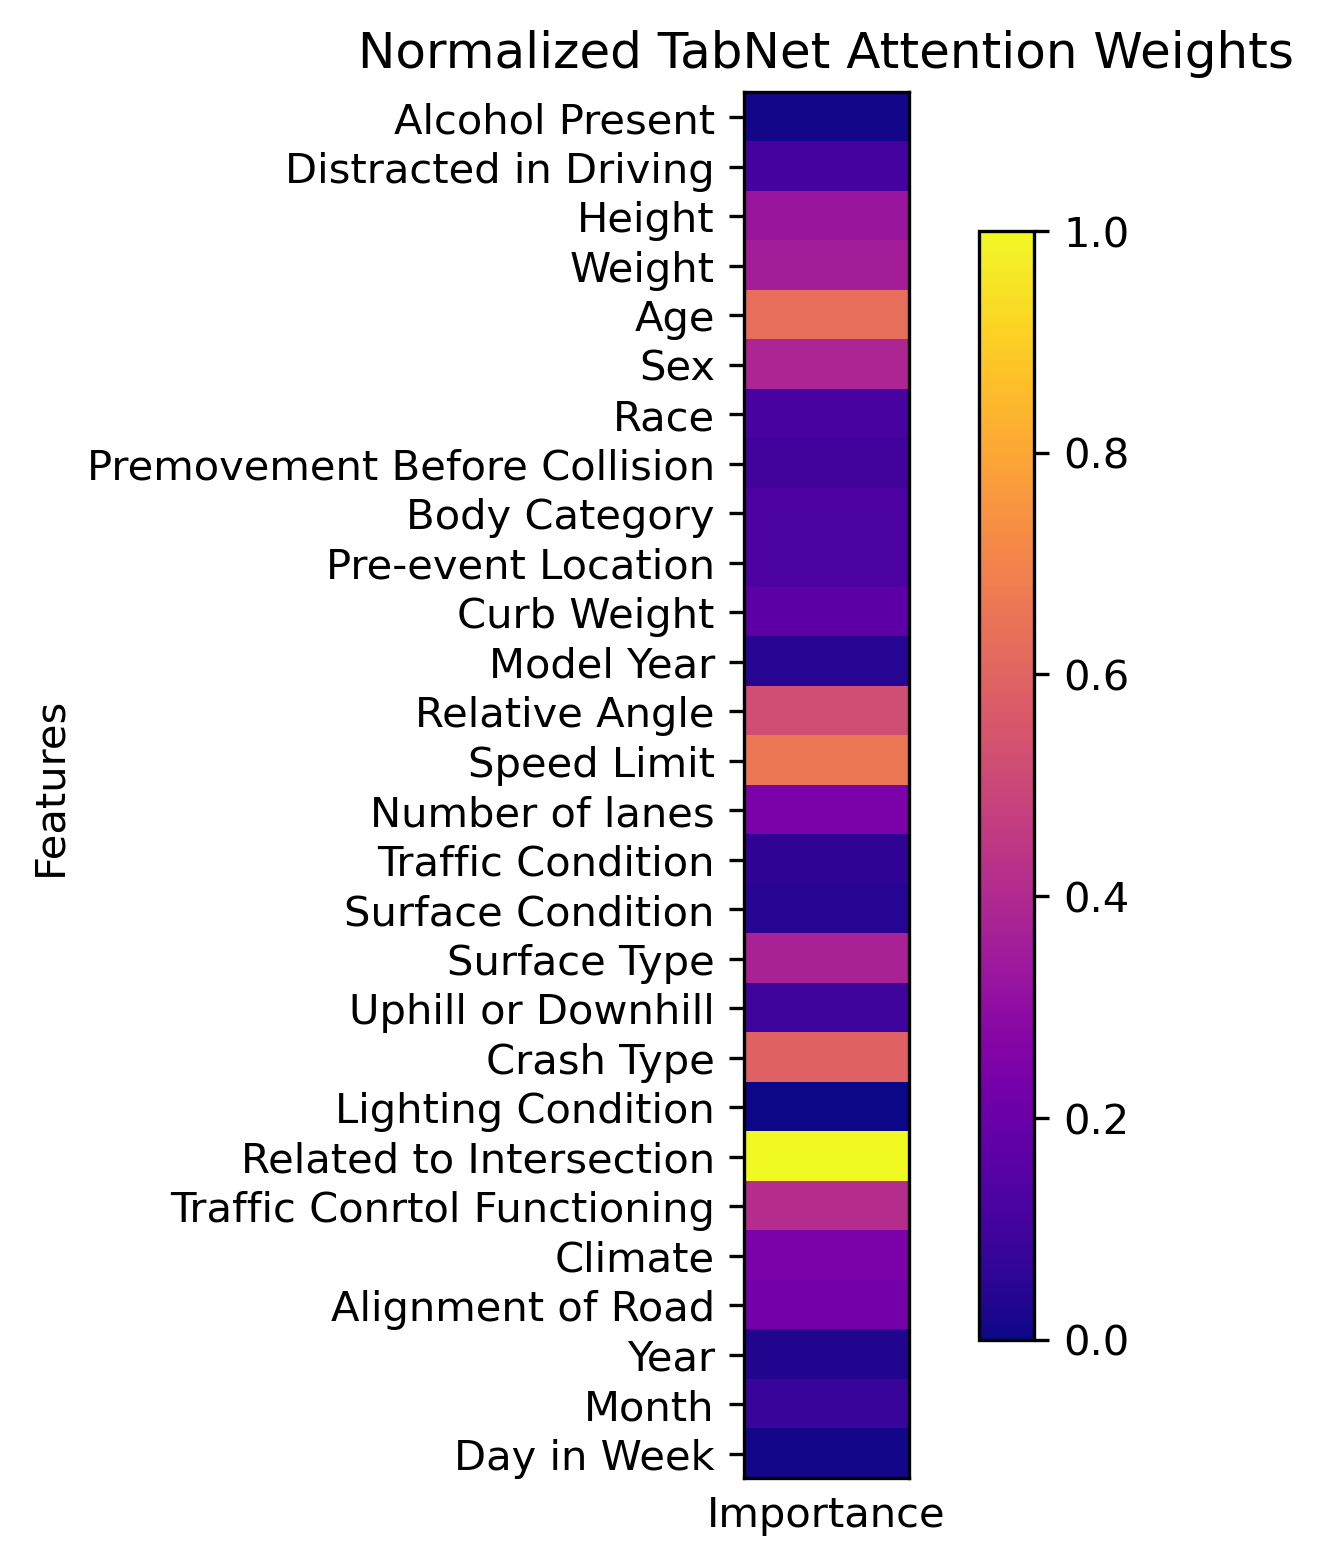 Normalized TabNet Attention Weights
Alcohol Present
Distracted in Driving
Height
Weight
Age
Sex
Race
Premovement Before Collision
Body Category
Pre-event Location
Curb Weight
Model Year
Relative Angle
Speed Limit
Number of lanes
Traffic Condition
Surface Condition
Surface Type
Uphill or Downhill
Crash Type
Lighting Condition
Related to Intersection
Traffic Conrtol Functioning
Climate
Alignment of Road
Year
Month
Day in Week
Features
Importance
1.0
0.8
0.6
0.4
0.2
0.0